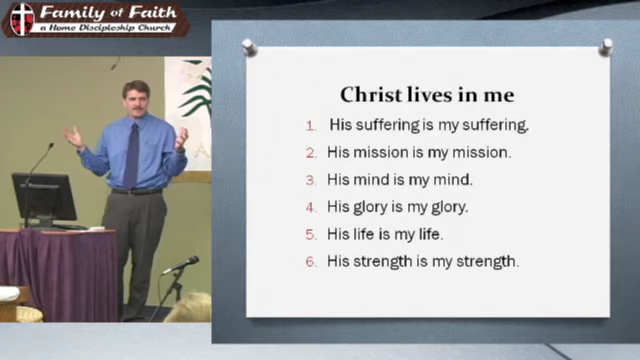 Family of Faith
a Home Discipleship Church
Christ lives in me
1. His suffering is my suffering.
2. His mission is my mission.
3. His mind is my mind.
4. His glory is my glory.
5. His life is my life.
6. His strength is my strength.